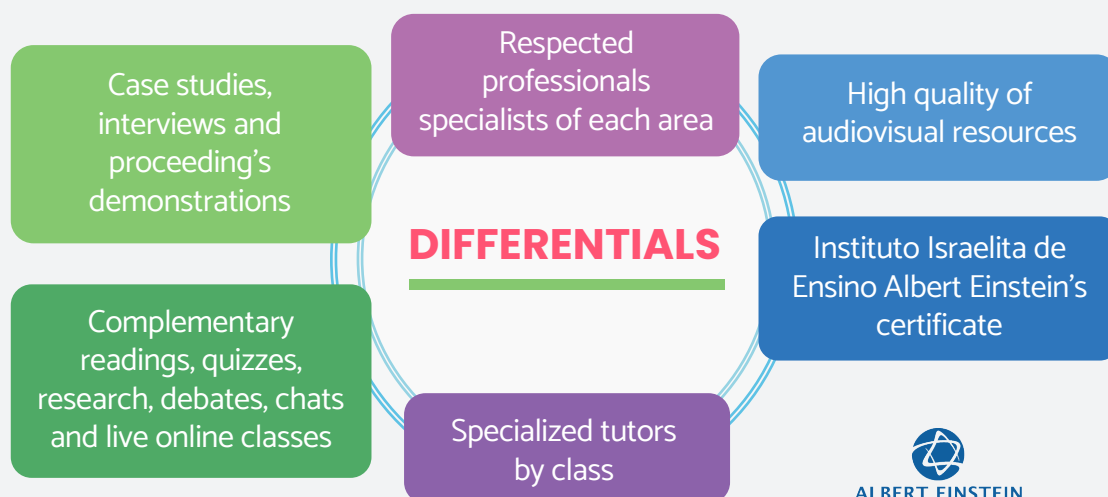 Case studies,
interviews and
proceeding's
demonstrations
Respected
professionals
specialists of each area
High quality of
audiovisual resources
DIFFERENTIALS
Instituto Israelita de
Ensino Albert Einstein's
certificate
Complementary
readings, quizzes,
research, debates, chats
and live online classes
Specialized tutors
by class
ALBERT EINSTEIN